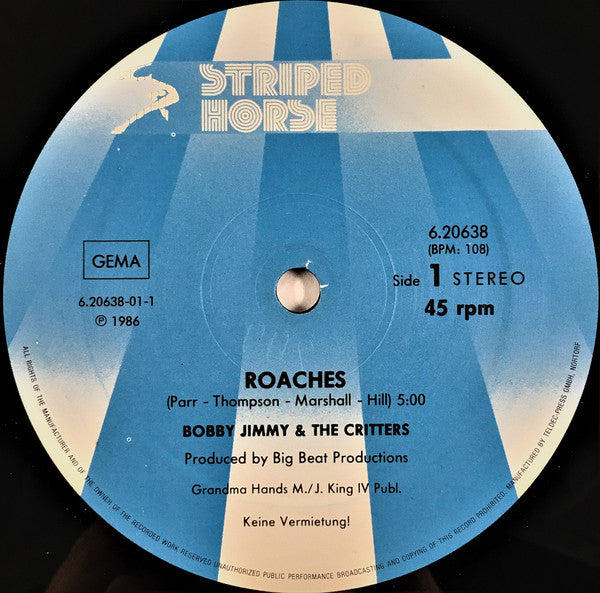 STRIPED
HORSE
GEMA
6.20638-01-1
℗ 1986
6.20638
(BPM: 108)
Side 1 STEREO
45 rpm
ROACHES
(Parr - Thompson - Marshall - Hill) 5:00
BOBBY JIMMY & THE CRITTERS
Produced by Big Beat Productions
Grandma Hands M./J. King IV Publ.
Keine Vermietung!
ALL RIGHTS OF THE MANUFACTURER AND OF THE OWNER OF THE RECORDED WORK RESERVED UNAUTHORIZED PUBLIC PERFORMANCE BROADCASTING AND COPYING OF THIS RECORD PROHIBITED. MANUFACTURED BY TELDEC-PRESS GMBH, NORTORF